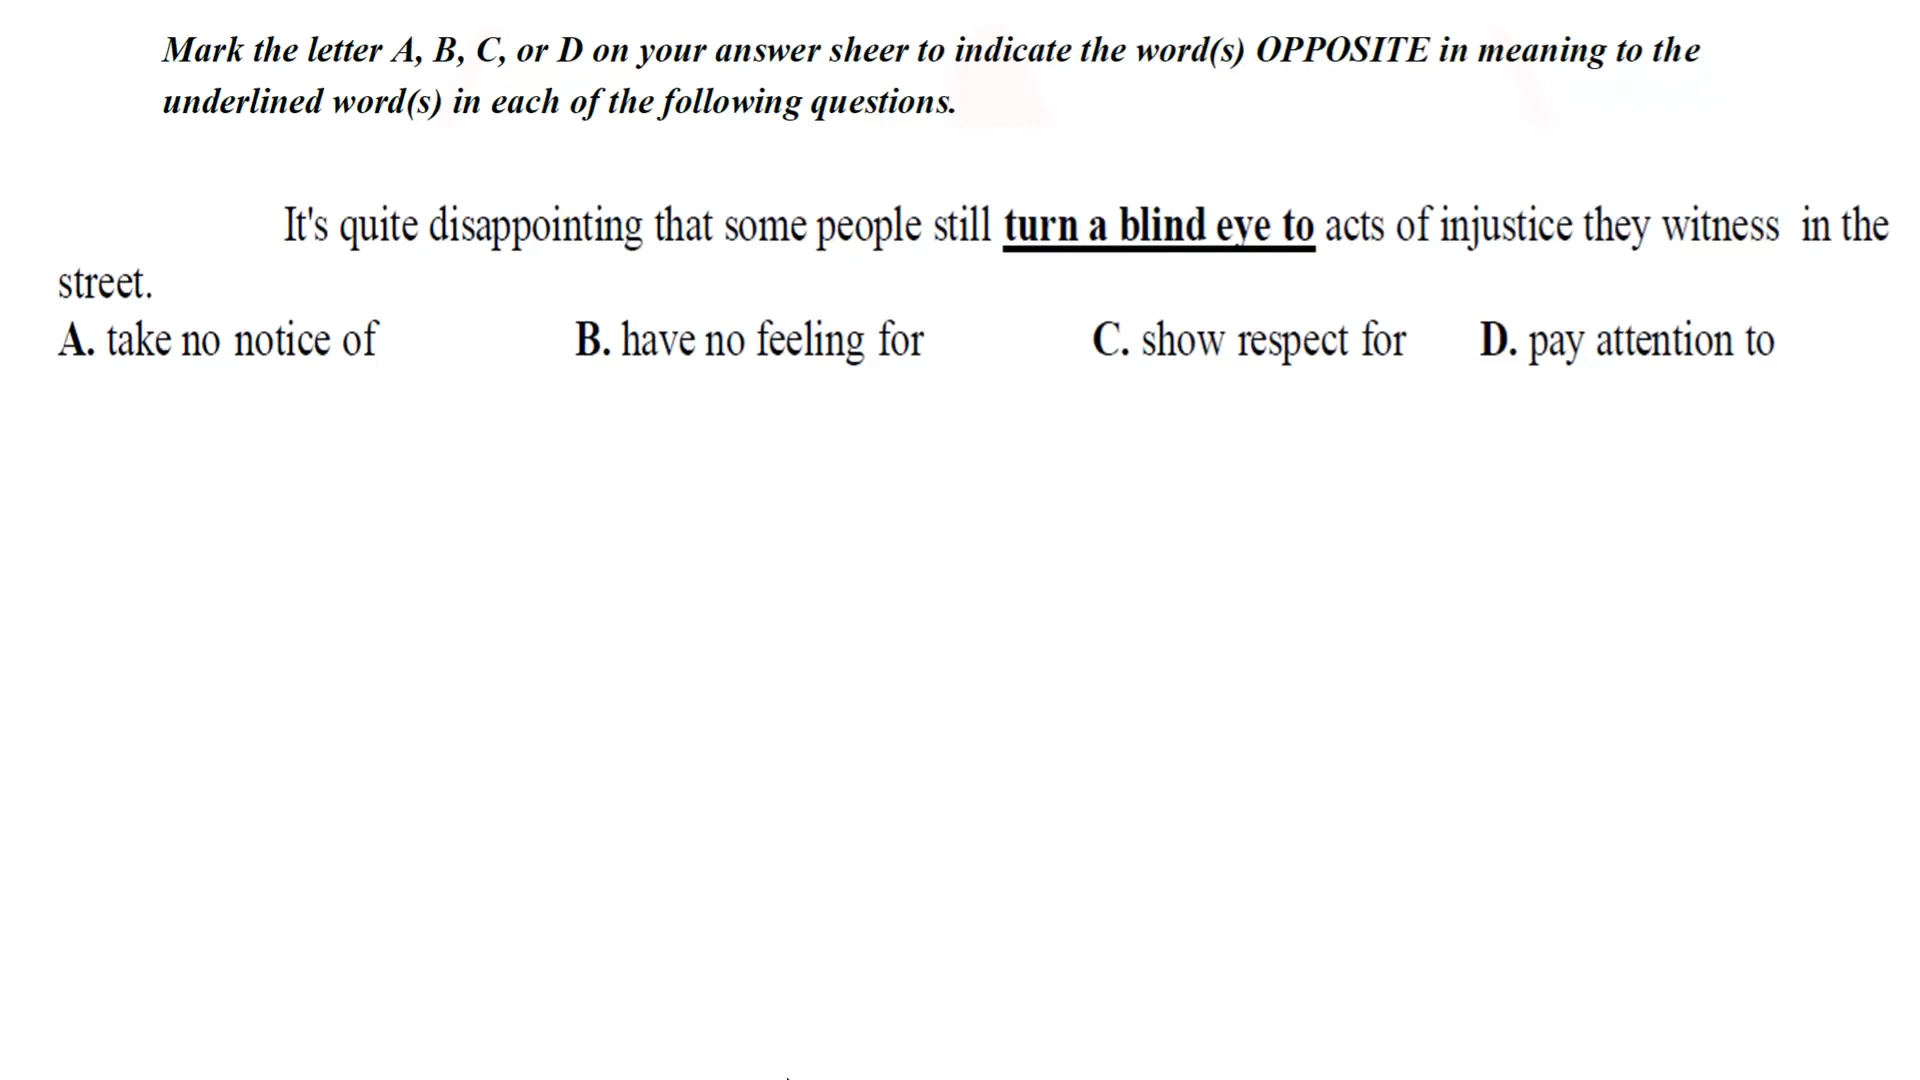 Mark the letter A, B, C, or D on your answer sheer to indicate the word(s) OPPOSITE in meaning to the
underlined word(s) in each of the following questions.
It's quite disappointing that some people still turn a blind eye to acts of injustice they witness in the
street.
A. take no notice of B. have no feeling for C. show respect for D. pay attention to